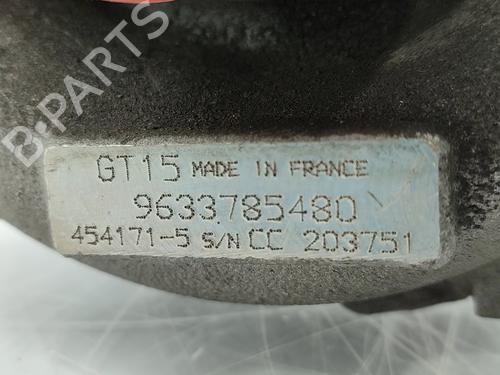 B-PARTS
GT15 MADE IN FRANCE
9633785480
454171-5 S/N CC 203751